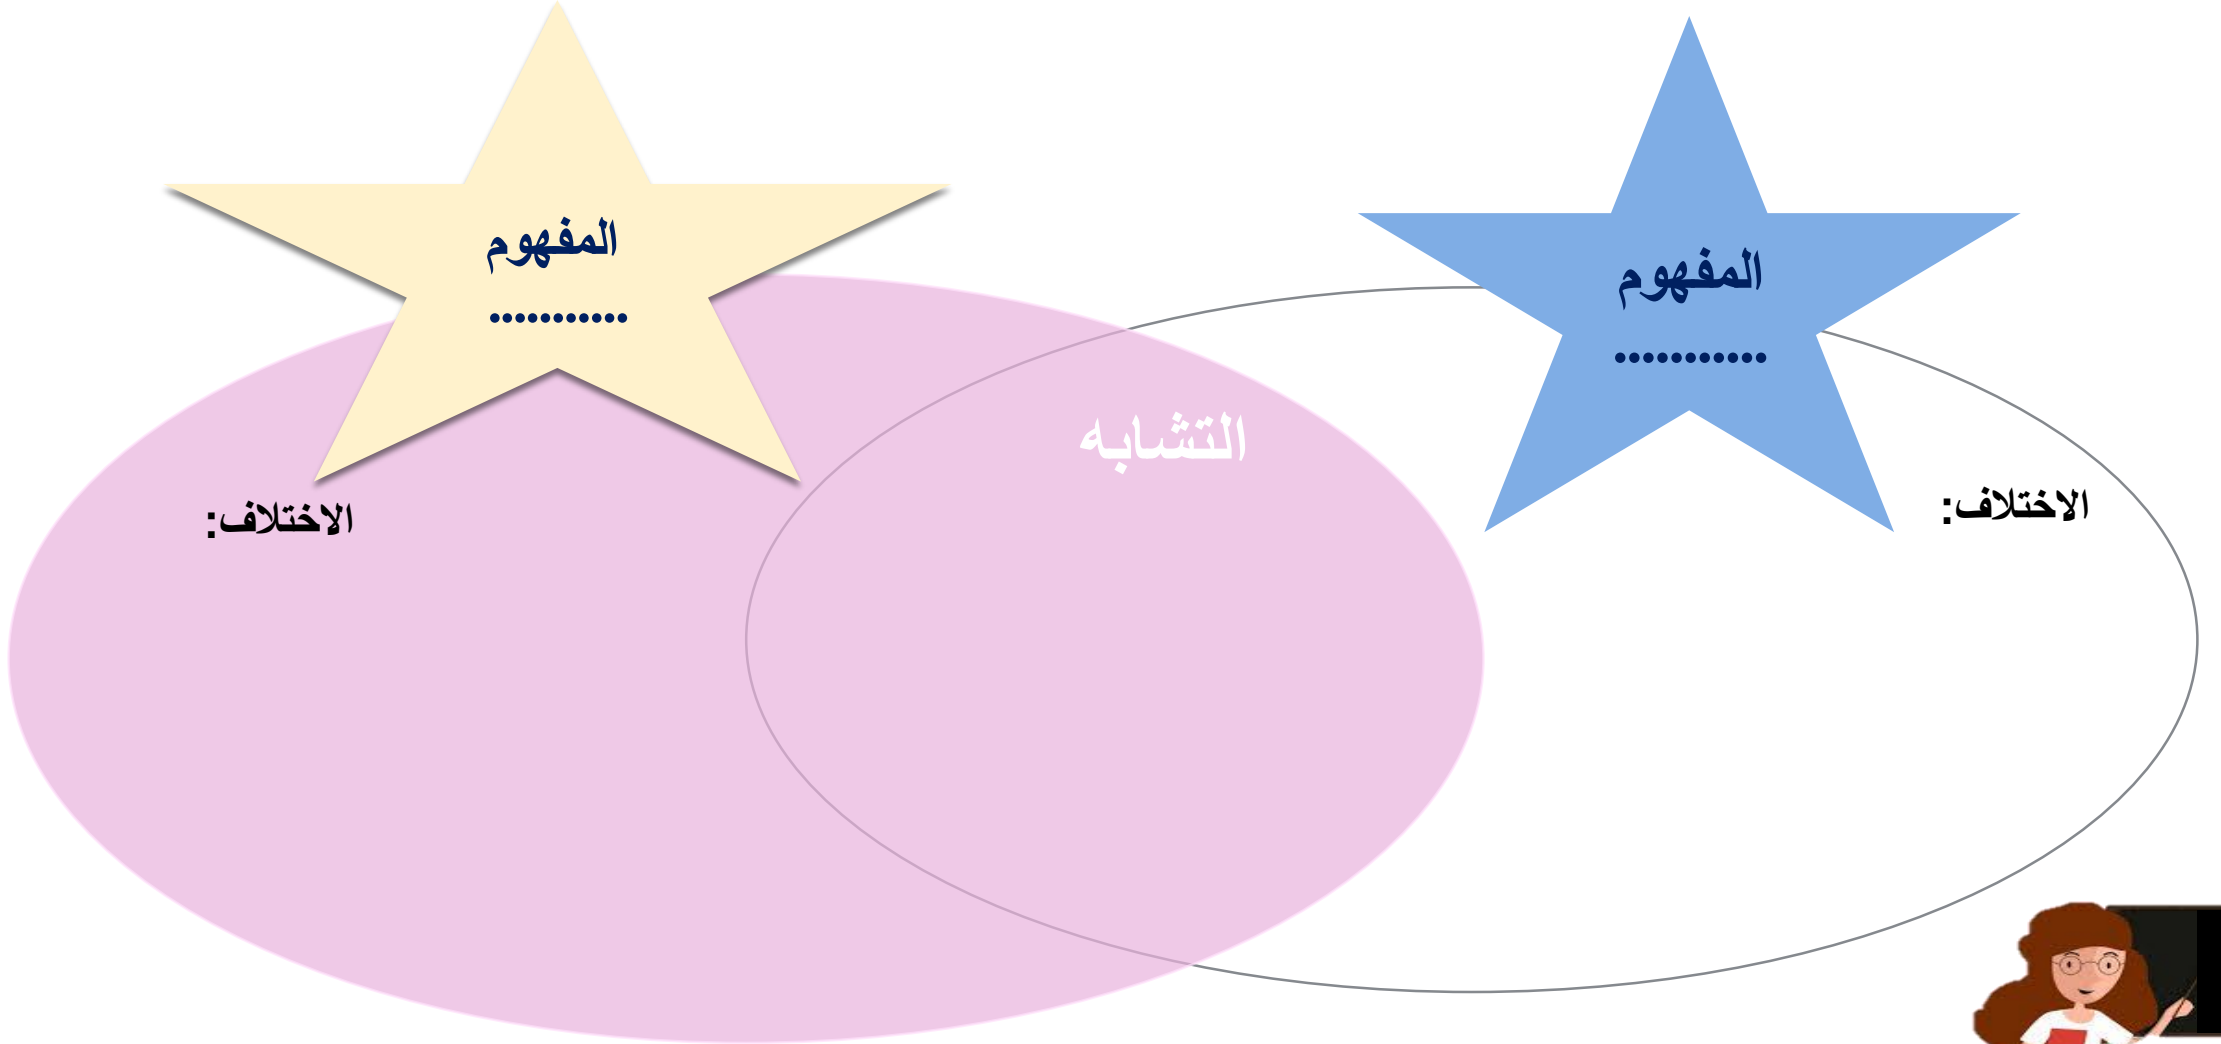 المفهوم
...........
المفهوم
...........
التشابه
الاختلاف:
الاختلاف: